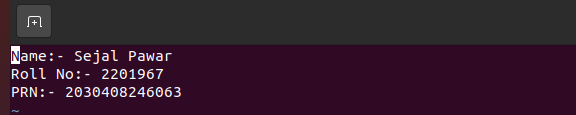 Name:- Sejal Pawar
Roll No:- 2201967
PRN:- 2030408246063
~